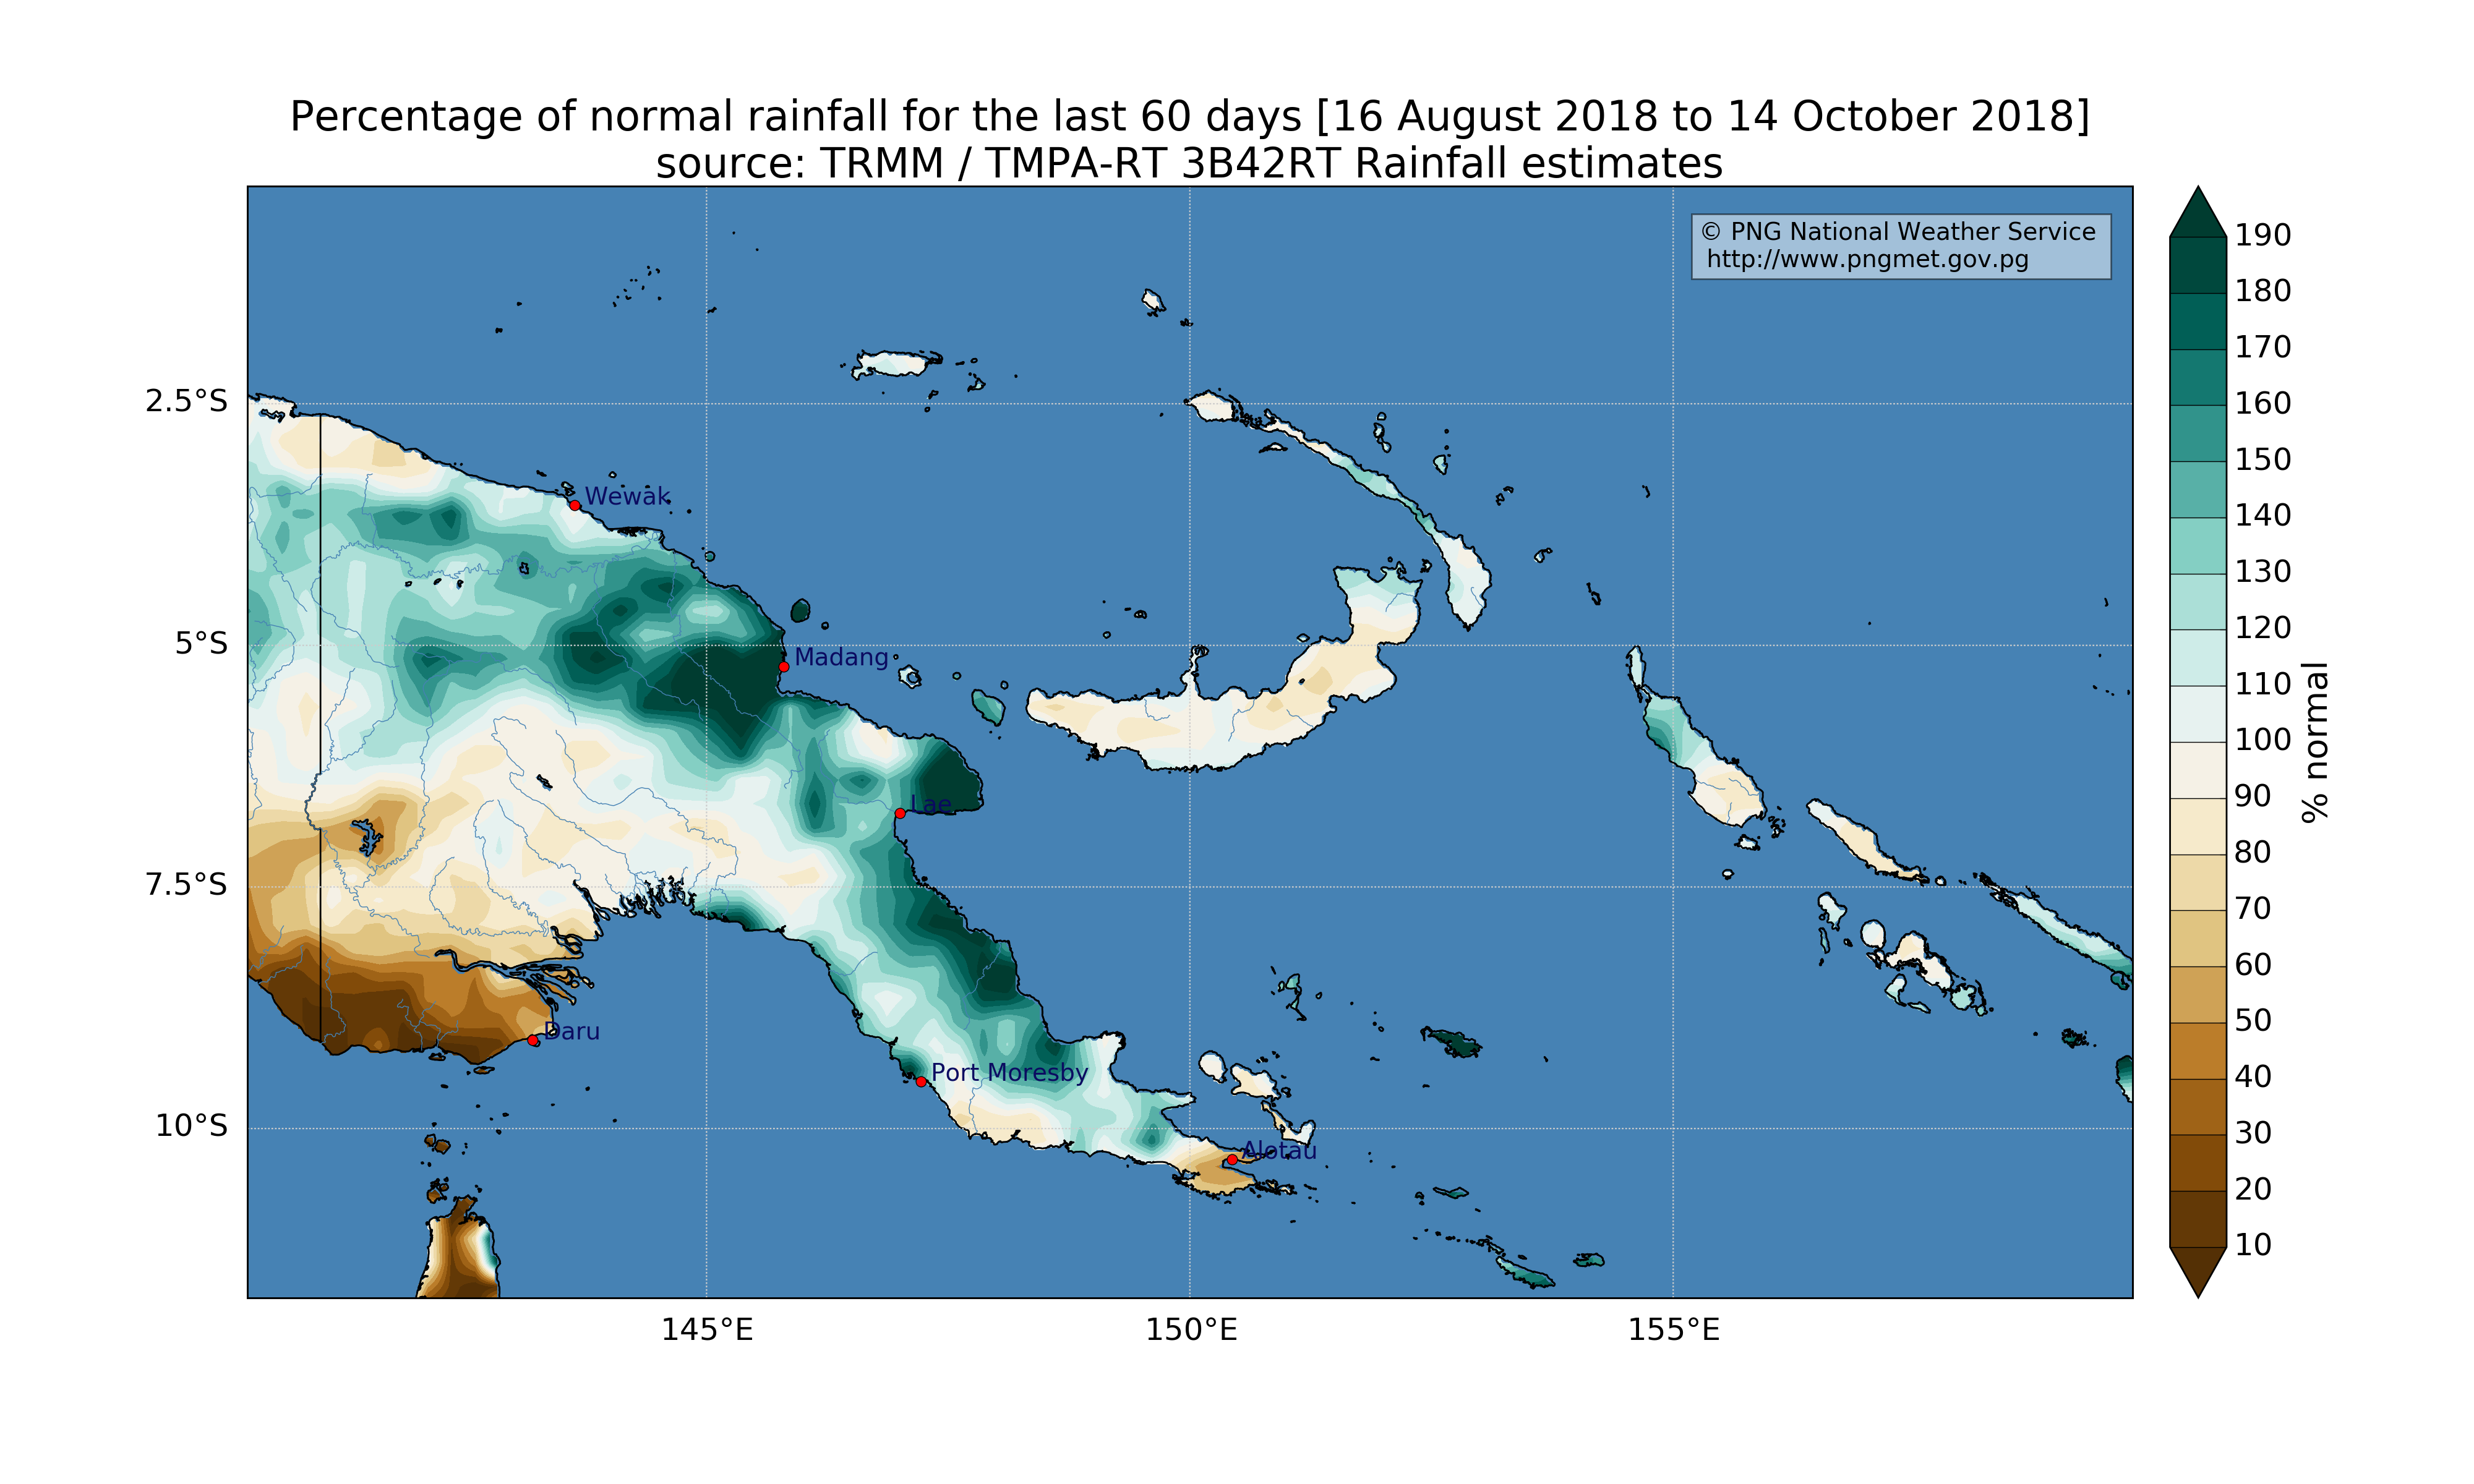 Percentage of normal rainfall for the last 60 days [16 August 2018 to 14 October 2018]
source: TRMM / TMPA-RT 3B42RT Rainfall estimates
© PNG National Weather Service
http://www.pngmet.gov.pg
2.5°S
5°S
7.5°S
10°S
145°E
150°E
155°E
Wewak
Madang
Lae
Daru
Port Moresby
Alotau
190
180
170
160
150
140
130
120
110
100
90
80
70
60
50
40
30
20
10
% normal